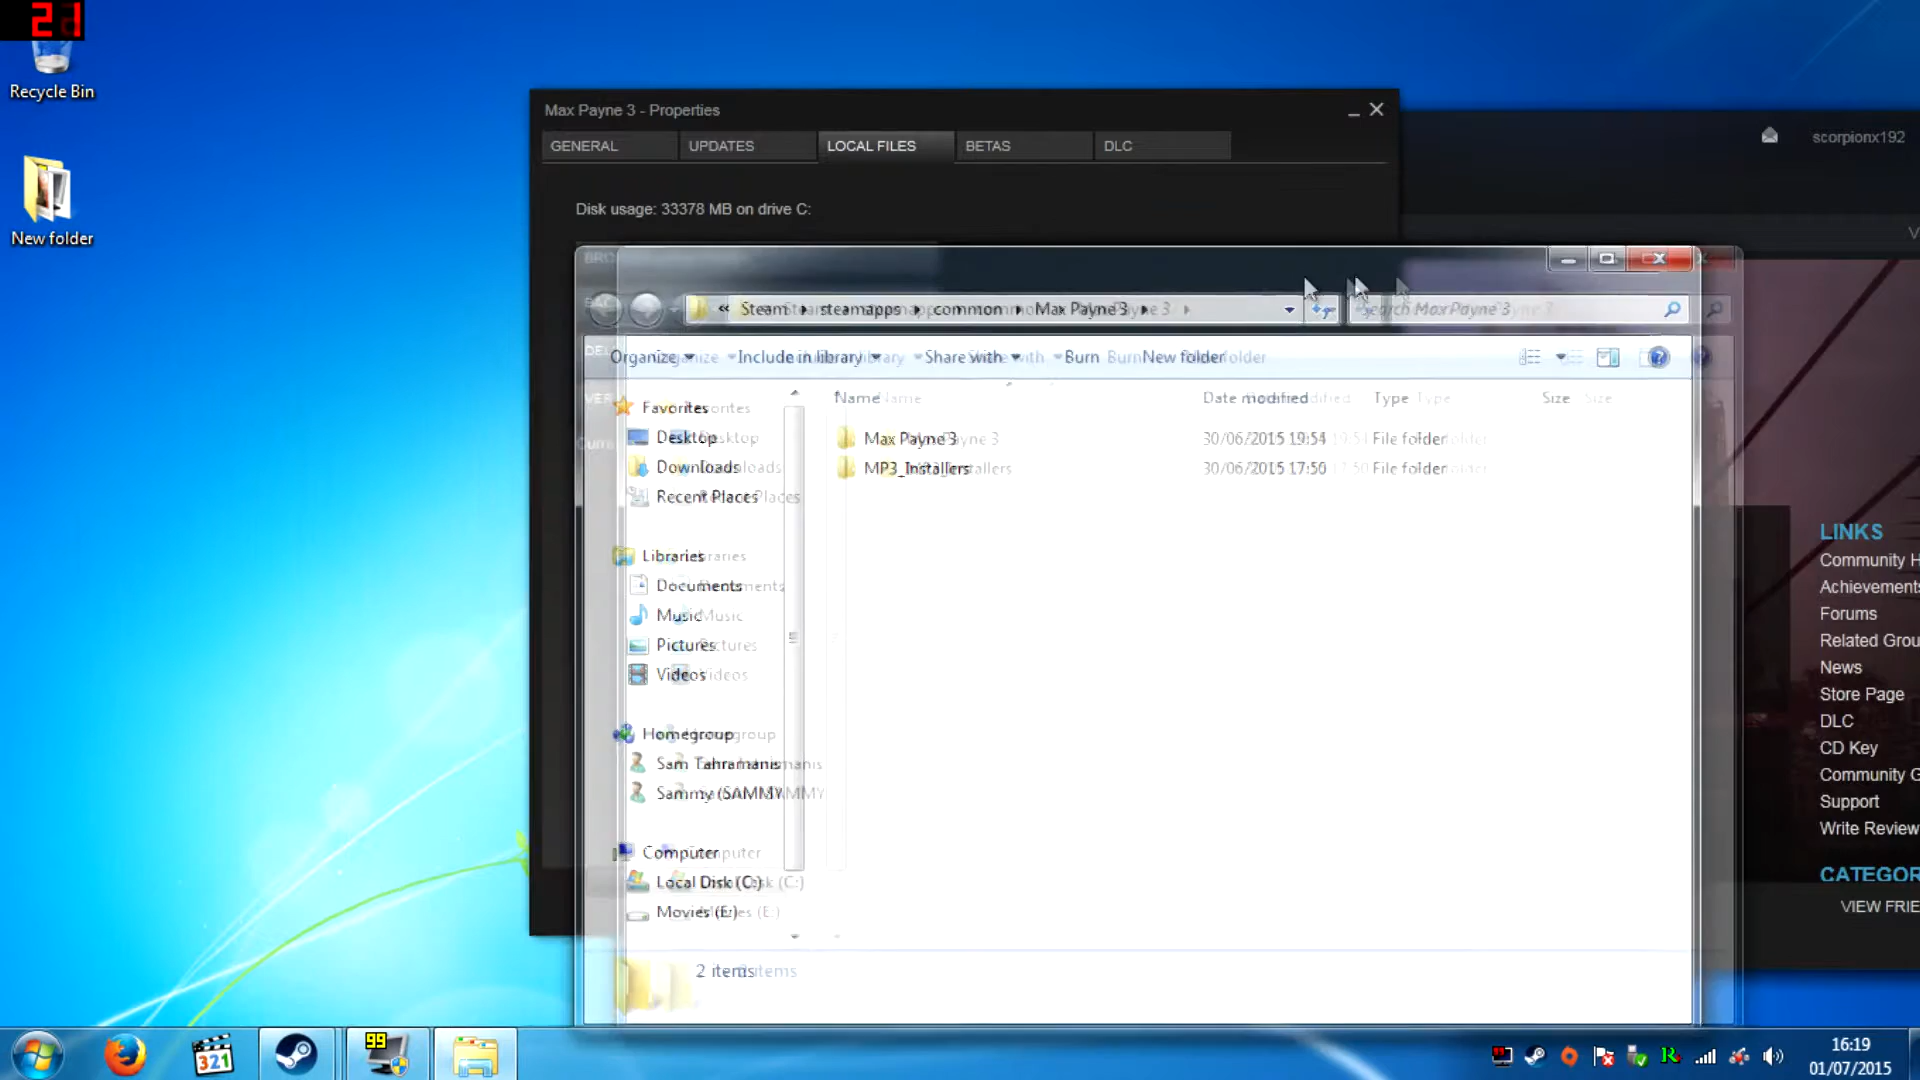 21
Recycle Bin
New folder
Max Payne 3 - Properties
GENERAL
UPDATES
LOCAL FILES
BETAS
DLC
scorpionx192
Disk usage: 33378 MB on drive C:
« Steam steamapps common Max Payne 3
Search Max Payne 3
Organize
Include in library
Share with
Burn
New folder
Name
Date modified
Type
Size
Favorites
Desktop
Downloads
Recent Places
Libraries
Documents
Music
Pictures
Videos
Homegroup
Sam Tahramanis
Sammy (SAMMY
Computer
Local Disk (C:)
Movies (E:)
Max Payne 3 30/06/2015 19:54 File folder
MP3_Installers 30/06/2015 17:50 File folder
2 items
LINKS
Community H
Achievements
Forums
Related Grou
News
Store Page
DLC
CD Key
Community G
Support
Write Review
CATEGOR
VIEW FRIE
321
99
16:19
01/07/2015